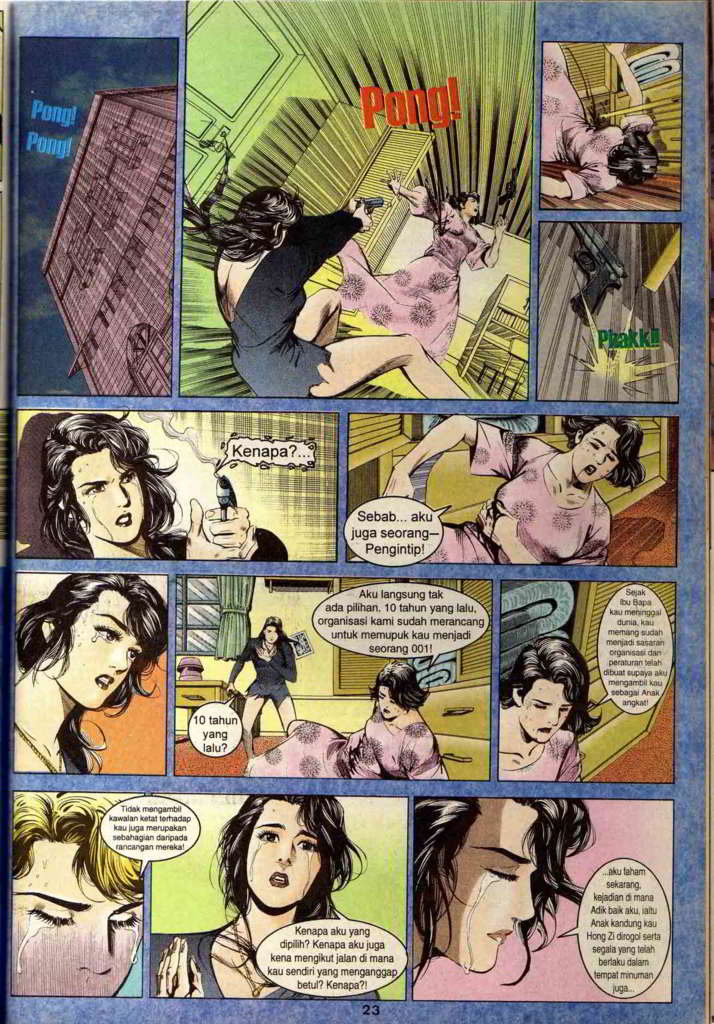 Pong!
Pong!
Pong!
Prakk!!
Kenapa?...
Sebab... aku
juga seorang
Pengintip!
Aku langsung tak
ada pilihan. 10 tahun yang lalu,
organisasi kami sudah merancang
untuk memupuk kau menjadi
seorang 001!
10 tahun
yang
lalu?
Sejak
Ibu Bapa
kau meninggal
dunia, kau
memang sudah
menjadi sasaran
organisasi dan
peraturan telah
dibuat supaya aku
mengambil kau
sebagai Anak
angkat!
Tidak mengambil
kawalan ketat terhadap
kau juga merupakan
sebahagian daripada
rancangan mereka!
Kenapa aku yang
dipilih? Kenapa aku juga
kena mengikut jalan di mana
kau sendiri yang menganggap
betul? Kenapa?!
...aku faham
sekarang,
kejadian di mana
Adik baik aku, iaitu
Anak kandung kau
Hong Zi dirogol serta
segala yang telah
berlaku dalam
tempat minuman
juga...
23